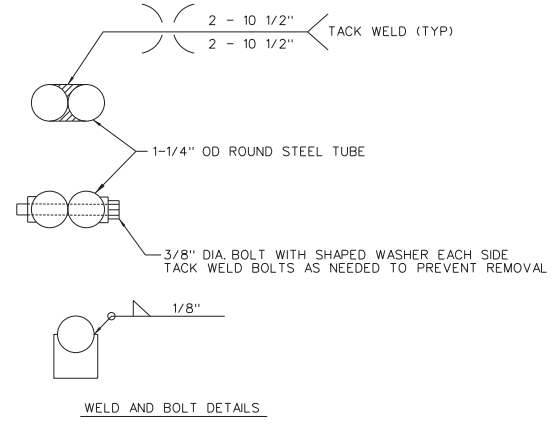 2 - 10 1/2"
2 - 10 1/2"
TACK WELD (TYP)
1-1/4" OD ROUND STEEL TUBE
3/8" DIA. BOLT WITH SHAPED WASHER EACH SIDE
TACK WELD BOLTS AS NEEDED TO PREVENT REMOVAL
1/8"
WELD AND BOLT DETAILS